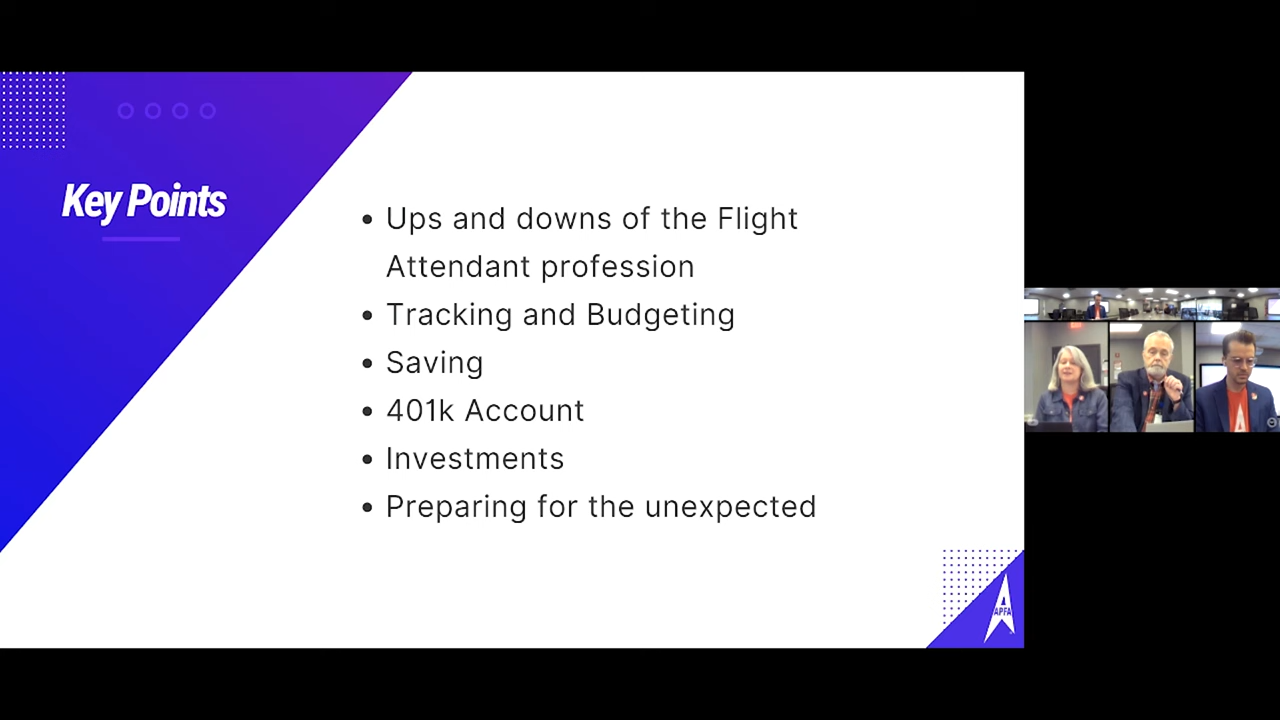 Key Points
• Ups and downs of the Flight
Attendant profession
• Tracking and Budgeting
• Saving
• 401k Account
• Investments
• Preparing for the unexpected
APFA